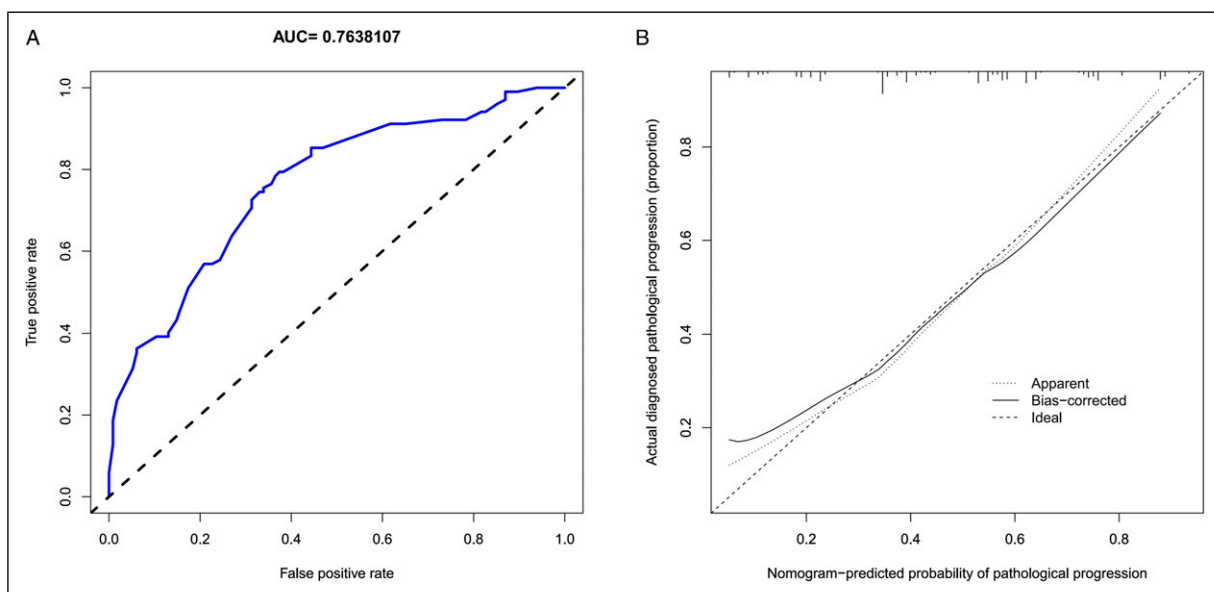 A
AUC= 0.7638107
True positive rate
1.0
0.8
0.6
0.4
0.2
0.0
0.0 0.2 0.4 0.6 0.8 1.0
False positive rate
B
Actual diagnosed pathological progression (proportion)
0.8
0.6
0.4
0.2
Apparent
Bias−corrected
Ideal
0.2 0.4 0.6 0.8
Nomogram−predicted probability of pathological progression